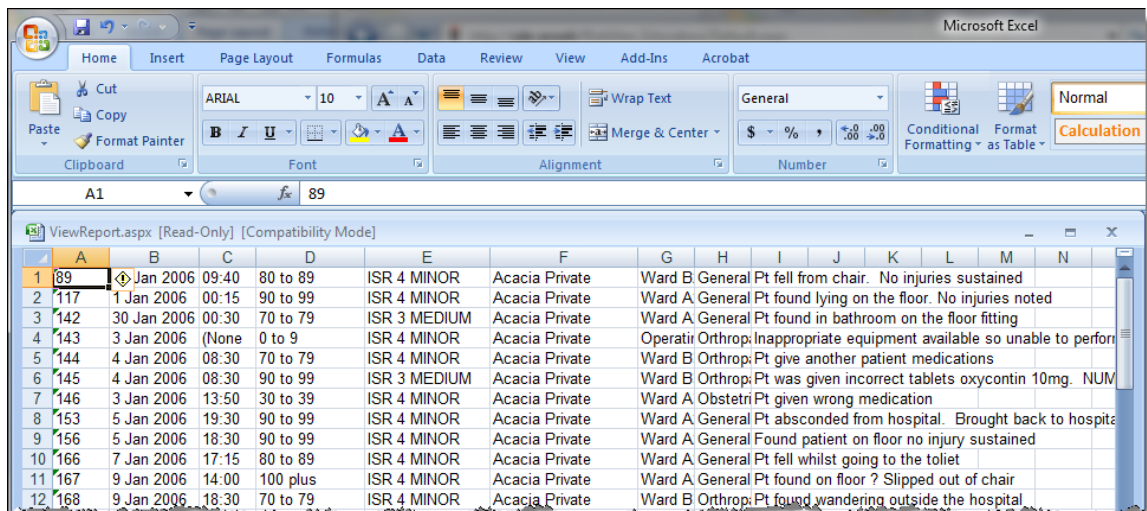 Microsoft Excel
Home Insert Page Layout Formulas Data Review View Add-Ins Acrobat
Cut ARIAL 10 A A Wrap Text General Normal
Copy
Paste Format Painter B I U A Merge & Center $ % , .0 .00 .00 .0 Conditional Formatting Format as Table Calculation
Clipboard Font Alignment Number
A1 fx 89
ViewReport.aspx [Read-Only] [Compatibility Mode]
A B C D E F G H I J K L M N
1 89 Jan 2006 09:40 80 to 89 ISR 4 MINOR Acacia Private Ward B General Pt fell from chair. No injuries sustained
2 117 1 Jan 2006 00:15 90 to 99 ISR 4 MINOR Acacia Private Ward A General Pt found lying on the floor. No injuries noted
3 142 30 Jan 2006 00:30 70 to 79 ISR 3 MEDIUM Acacia Private Ward A General Pt found in bathroom on the floor fitting
4 143 3 Jan 2006 (None 0 to 9 ISR 4 MINOR Acacia Private Operatin Orthop Inappropriate equipment available so unable to perform
5 144 4 Jan 2006 08:30 70 to 79 ISR 4 MINOR Acacia Private Ward B Orthop Pt give another patient medications
6 145 4 Jan 2006 08:30 90 to 99 ISR 3 MEDIUM Acacia Private Ward B Orthop Pt was given incorrect tablets oxycontin 10mg. NUM
7 146 3 Jan 2006 13:50 30 to 39 ISR 4 MINOR Acacia Private Ward A Obstetri Pt given wrong medication
8 153 5 Jan 2006 19:30 90 to 99 ISR 4 MINOR Acacia Private Ward A General Pt absconded from hospital. Brought back to hospita
9 156 5 Jan 2006 18:30 90 to 99 ISR 4 MINOR Acacia Private Ward A General Found patient on floor no injury sustained
10 166 7 Jan 2006 17:15 80 to 89 ISR 4 MINOR Acacia Private Ward A General Pt fell whilst going to the toliet
11 167 9 Jan 2006 14:00 100 plus ISR 4 MINOR Acacia Private Ward A General Pt found on floor ? Slipped out of chair
12 168 9 Jan 2006 18:30 70 to 79 ISR 4 MINOR Acacia Private Ward B Orthop Pt found wandering outside the hospital